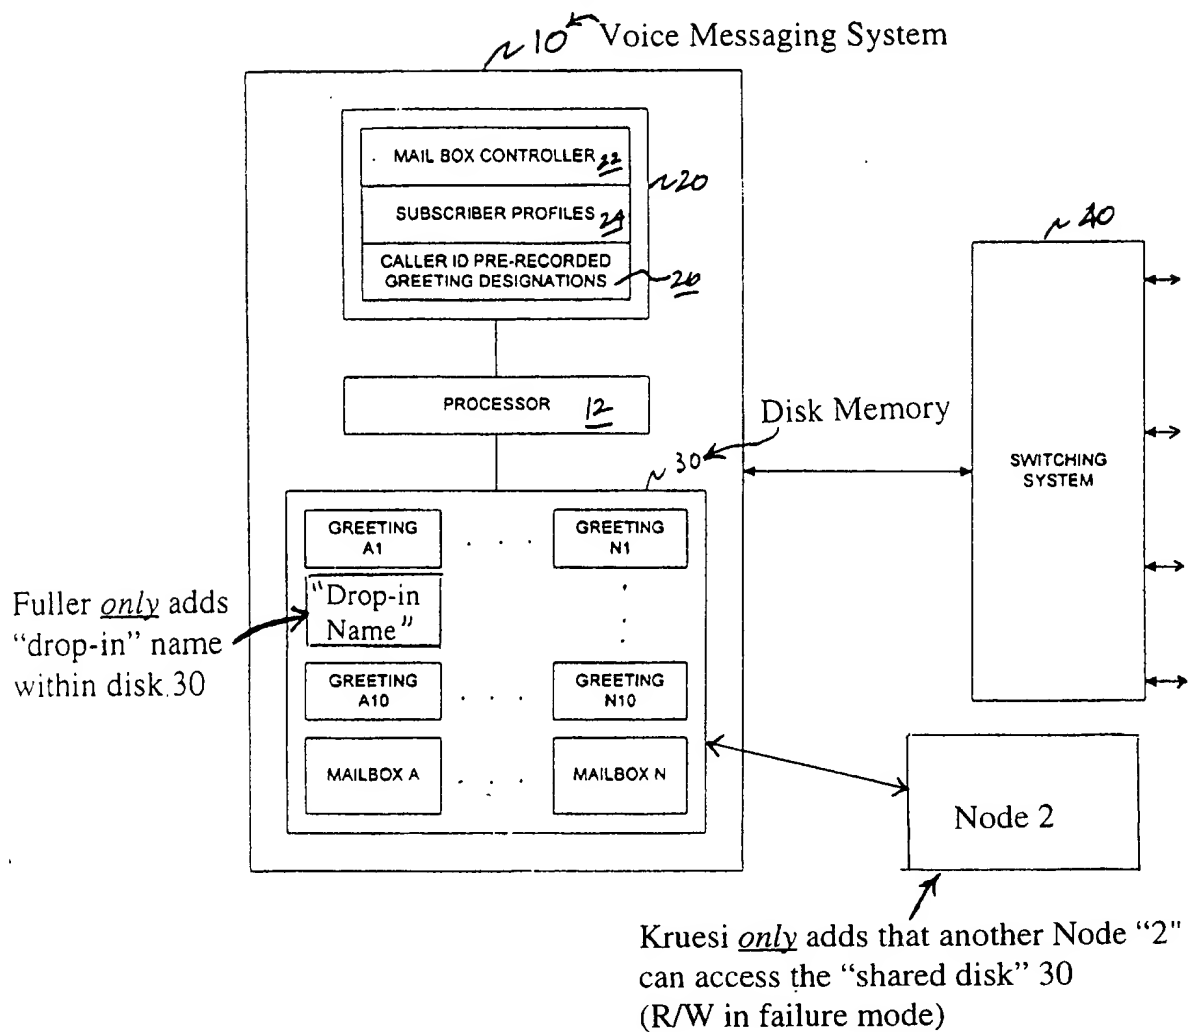 10 Voice Messaging System
MAIL BOX CONTROLLER 22
SUBSCRIBER PROFILES 24
CALLER ID PRE-RECORDED
GREETING DESIGNATIONS 26
20
40
PROCESSOR 12
Disk Memory
30
SWITCHING
SYSTEM
GREETING
A1
. . .
GREETING
N1
Fuller only adds
"drop-in" name
within disk 30
"Drop-in
Name"
GREETING
A10
. . .
GREETING
N10
MAILBOX A
. . .
MAILBOX N
Node 2
Kruesi only adds that another Node "2"
can access the "shared disk" 30
(R/W in failure mode)